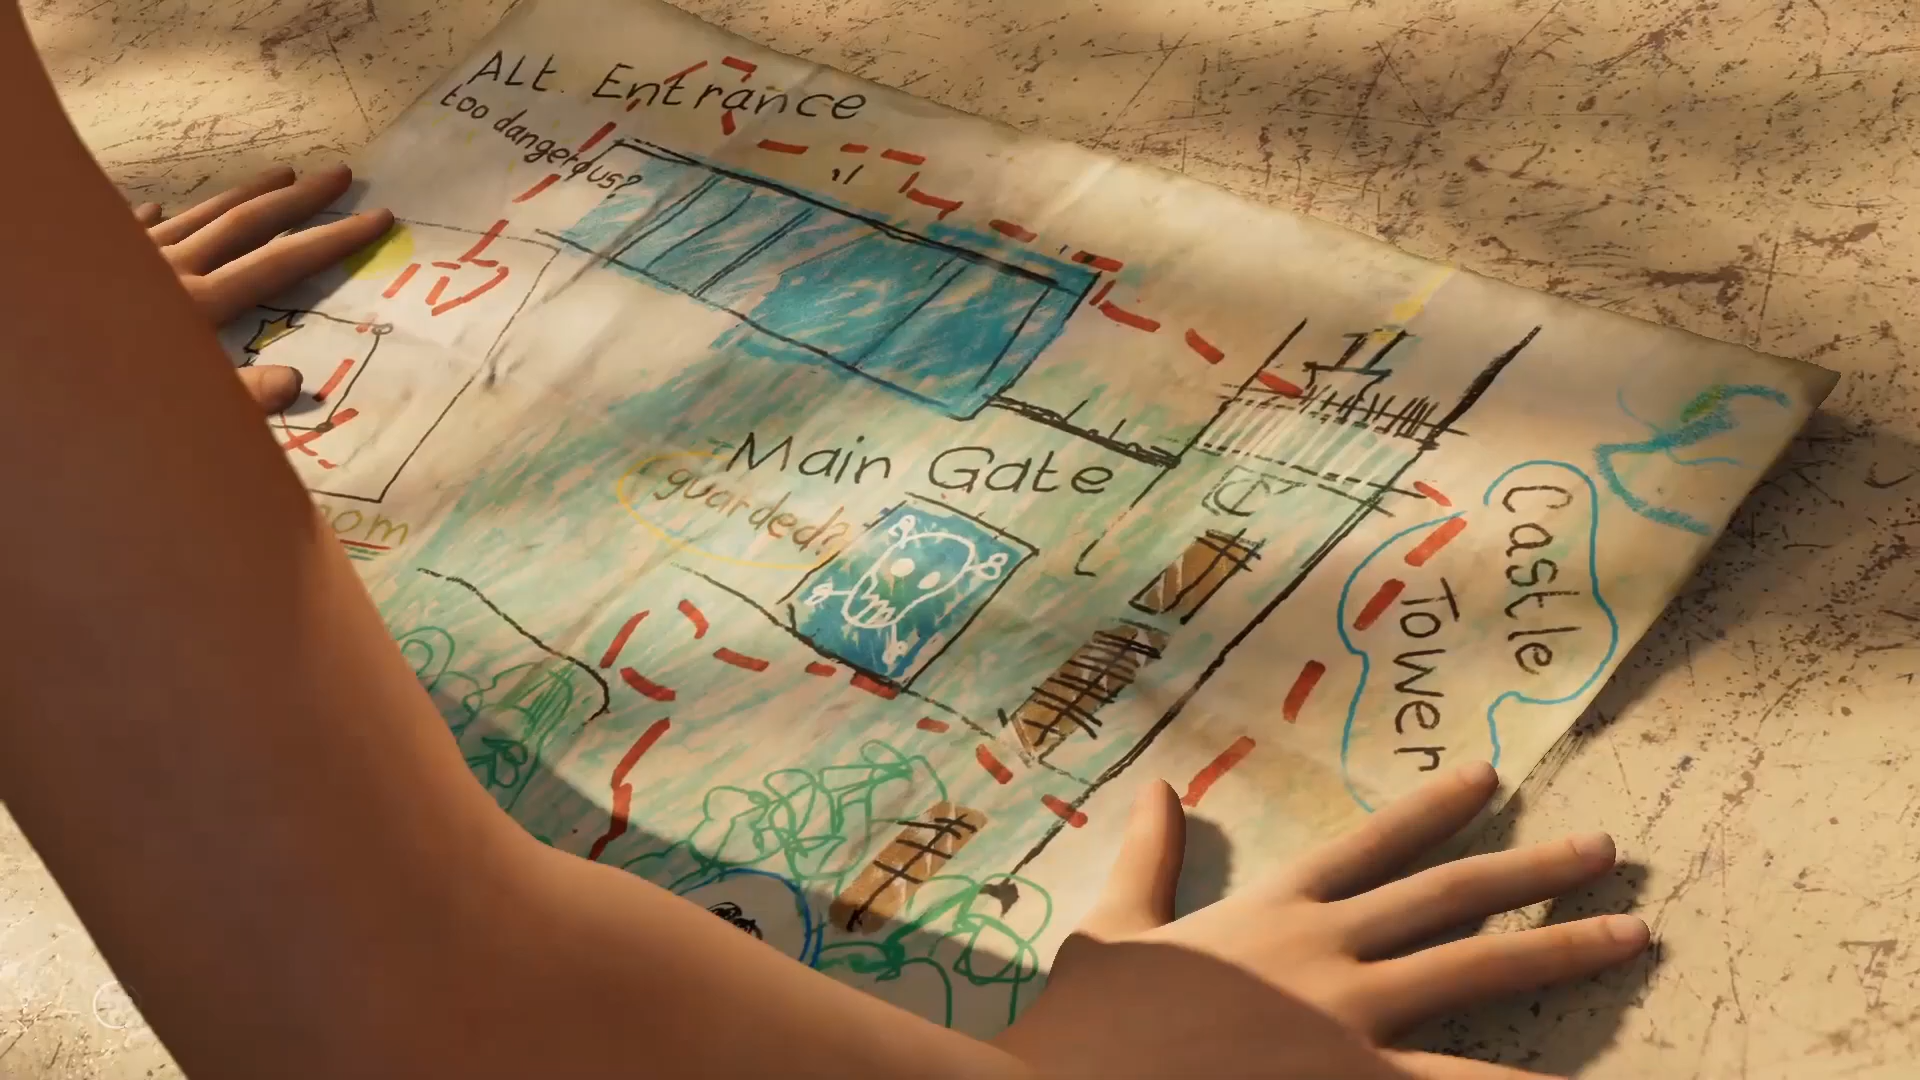 ALt. Entrance
too dangerous?
Main Gate
guarded?
Castle
Tower